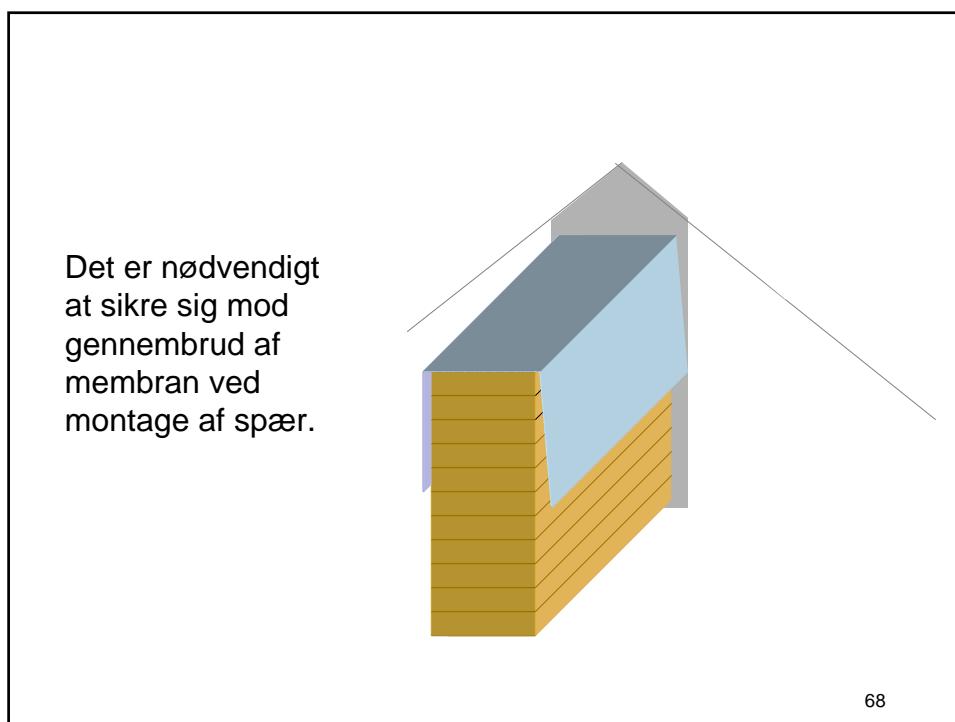 Det er nødvendigt
at sikre sig mod
gennembrud af
membran ved
montage af spær.
68